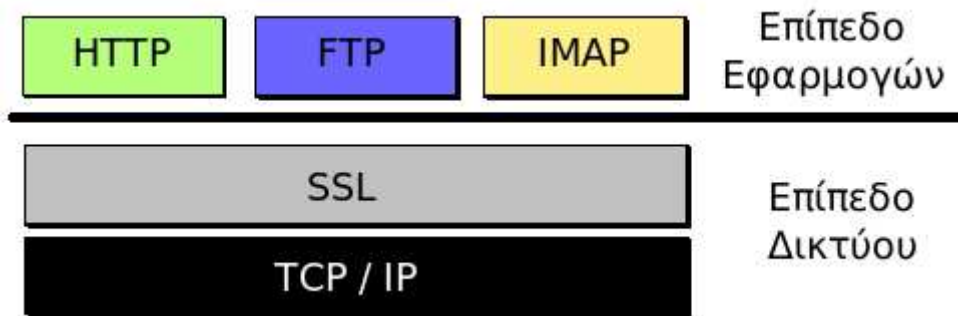 HTTP
FTP
IMAP
Επίπεδο
Εφαρμογών
SSL
Επίπεδο
Δικτύου
TCP / IP